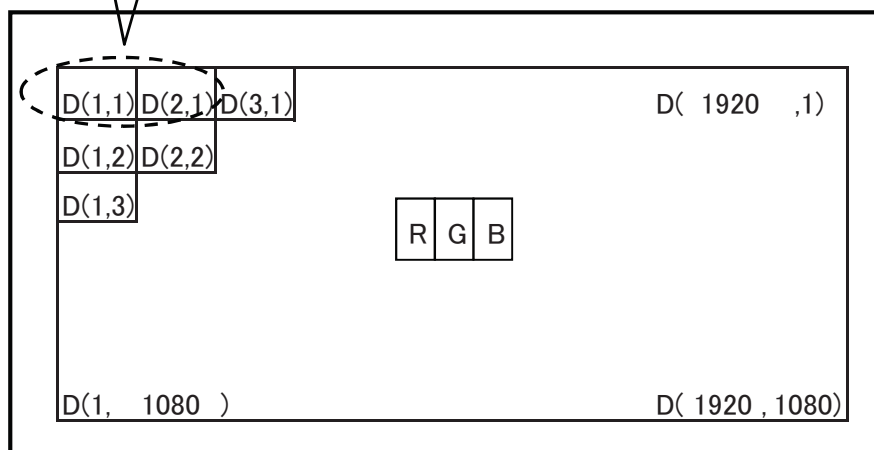 D(1,1) D(2,1) D(3,1) D( 1920 ,1)
D(1,2) D(2,2)
D(1,3)
R G B
D(1, 1080 ) D( 1920 , 1080)